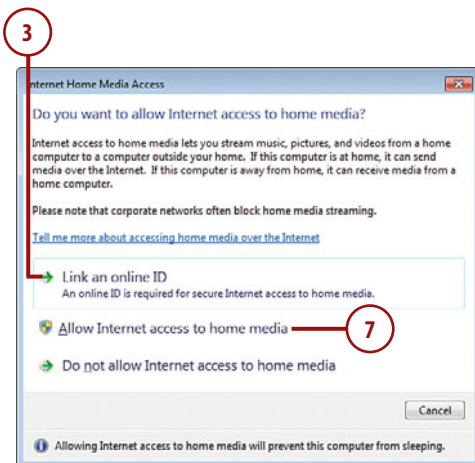 3
Internet Home Media Access
Do you want to allow Internet access to home media?
Internet access to home media lets you stream music, pictures, and videos from a home
computer to a computer outside your home. If this computer is at home, it can send
media over the Internet. If this computer is away from home, it can receive media from a
home computer.
Please note that corporate networks often block home media streaming.
Tell me more about accessing home media over the Internet
Link an online ID
An online ID is required for secure Internet access to home media.
Allow Internet access to home media
7
Do not allow Internet access to home media
Cancel
Allowing Internet access to home media will prevent this computer from sleeping.